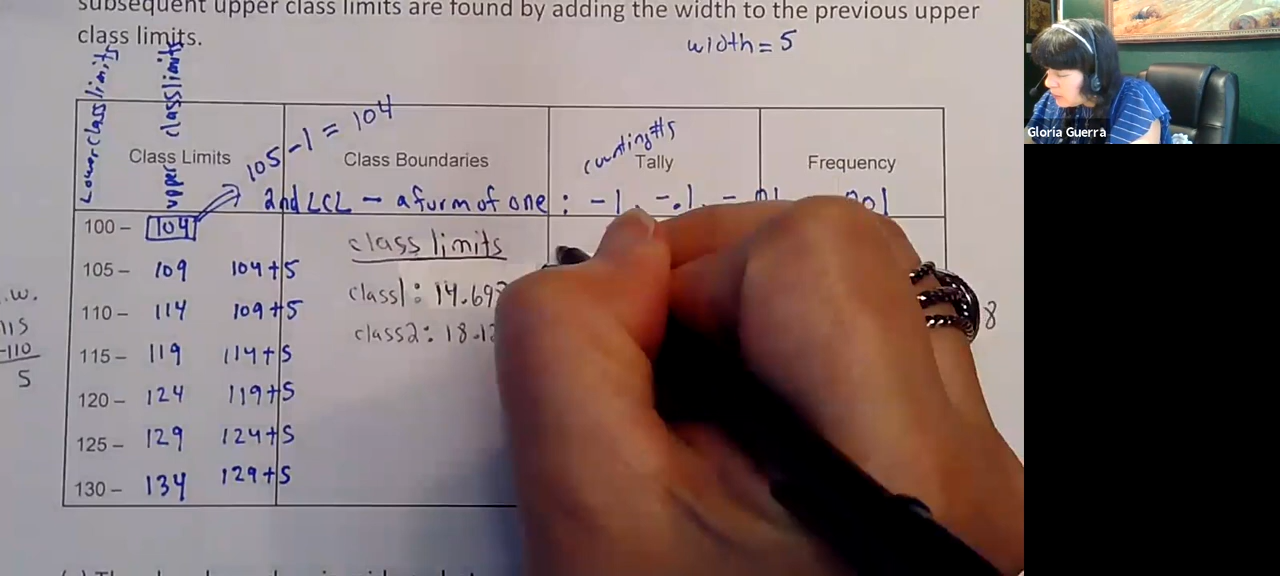 subsequent upper class limits are found by adding the width to the previous upper
class limits.
width = 5
Lower class limits
upper class limits
Class Limits
105 - 1 = 104
Class Boundaries
counting #s
Tally
Frequency
2nd LCL - a form of one : -1, -.1, -
100 - 104
class limits
105 - 109 104+5
class1: 14.69
110 - 114 109+5
8
class2: 18.1
.w.
115
-110
5
115 - 119 114+5
120 - 124 119+5
125 - 129 124+5
130 - 134 129+5
Gloria Guerra